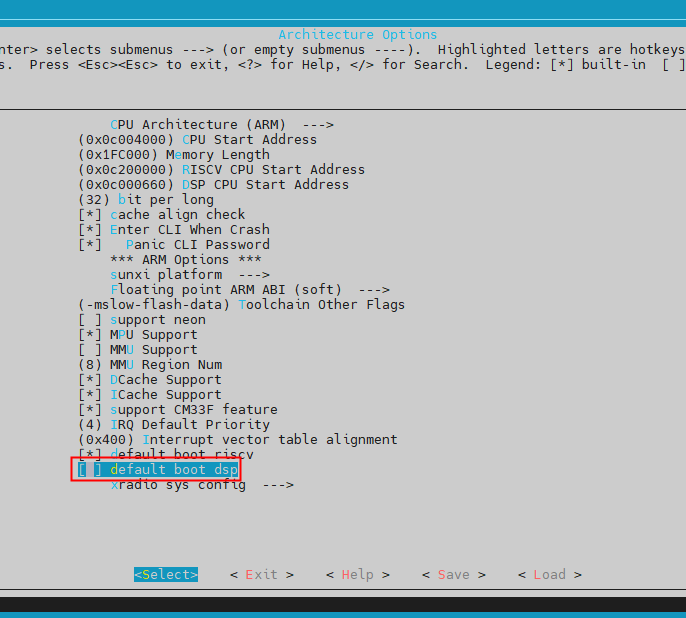 Architecture Options
nter> selects submenus ---> (or empty submenus ----).  Highlighted letters are hotkeys
s.  Press <Esc><Esc> to exit, <?> for Help, </> for Search.  Legend: [*] built-in  [ ]
CPU Architecture (ARM)  --->
(0x0c004000) CPU Start Address
(0x1FC000) Memory Length
(0x0c200000) RISCV CPU Start Address
(0x0c000660) DSP CPU Start Address
(32) bit per long
[*] cache align check
[*] Enter CLI When Crash
[*]   Panic CLI Password
*** ARM Options ***
sunxi platform  --->
Floating point ARM ABI (soft)  --->
(-mslow-flash-data) Toolchain Other Flags
[ ] support neon
[*] MPU Support
[ ] MMU Support
(8) MMU Region Num
[*] DCache Support
[*] ICache Support
[*] support CM33F feature
(4) IRQ Default Priority
(0x400) Interrupt vector table alignment
[*] default boot riscv
[ ] default boot dsp
xradio sys config  --->
<Select>    < Exit >    < Help >    < Save >    < Load >